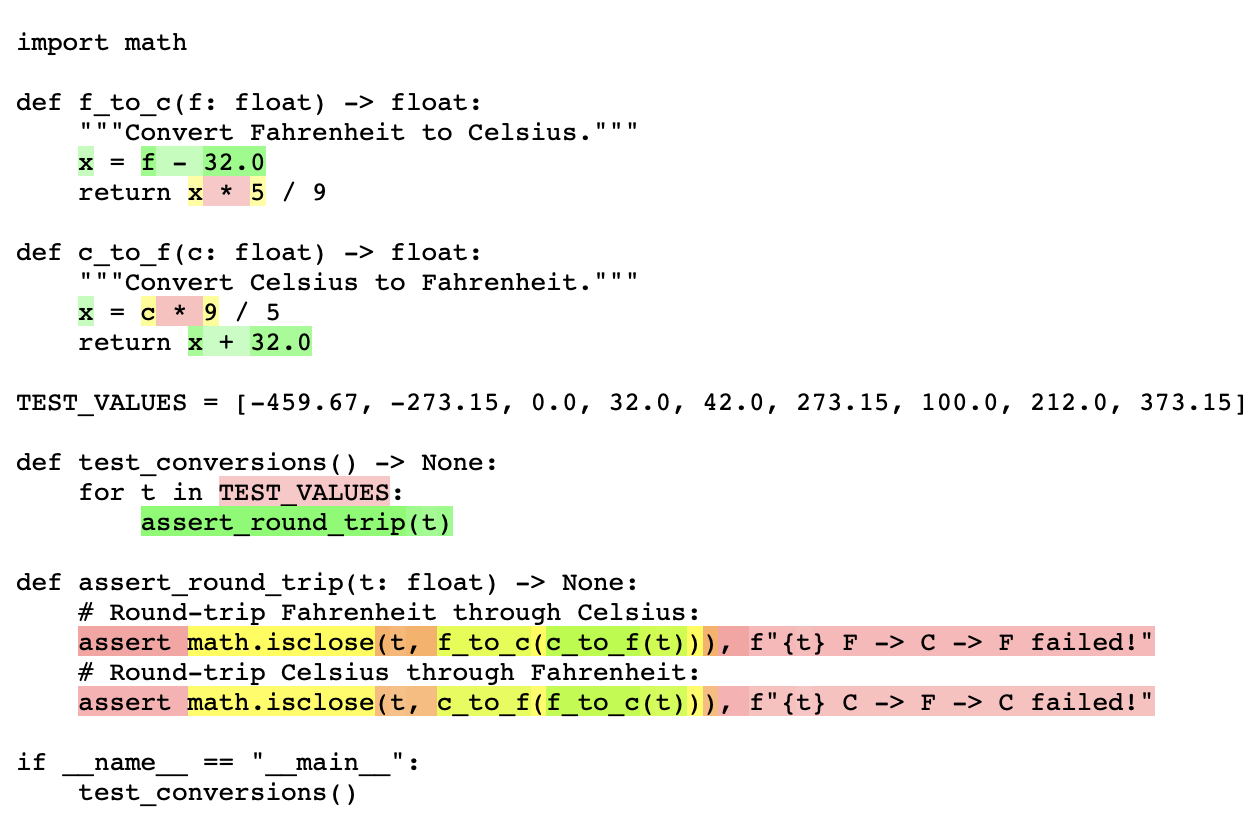 import math
def f_to_c(f: float) -> float:
"""Convert Fahrenheit to Celsius."""
x = f - 32.0
return x * 5 / 9
def c_to_f(c: float) -> float:
"""Convert Celsius to Fahrenheit."""
x = c * 9 / 5
return x + 32.0
TEST_VALUES = [-459.67, -273.15, 0.0, 32.0, 42.0, 273.15, 100.0, 212.0, 373.15]
def test_conversions() -> None:
for t in TEST_VALUES:
assert_round_trip(t)
def assert_round_trip(t: float) -> None:
# Round-trip Fahrenheit through Celsius:
assert math.isclose(t, f_to_c(c_to_f(t))), f"{t} F -> C -> F failed!"
# Round-trip Celsius through Fahrenheit:
assert math.isclose(t, c_to_f(f_to_c(t))), f"{t} C -> F -> C failed!"
if __name__ == "__main__":
test_conversions()